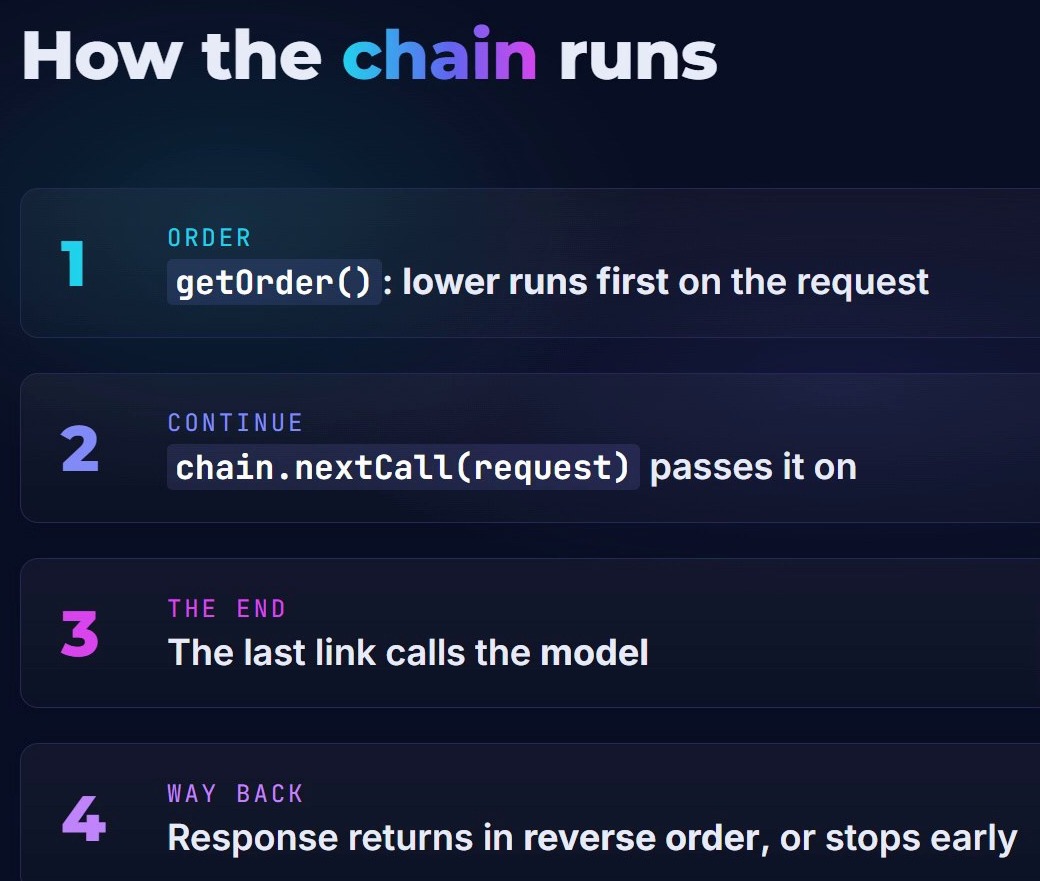 How the chain runs
1
ORDER
getOrder(): lower runs first on the request
2
CONTINUE
chain.nextCall(request) passes it on
3
THE END
The last link calls the model
4
WAY BACK
Response returns in reverse order, or stops early